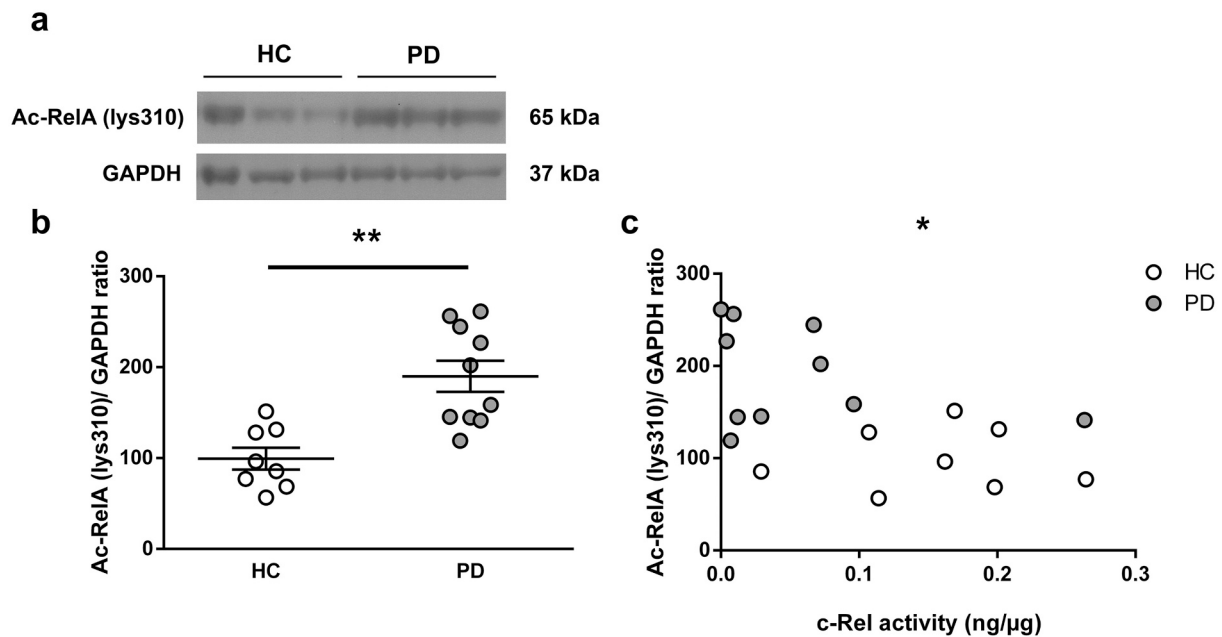 a
HC PD
Ac-RelA (lys310) 65 kDa
GAPDH 37 kDa
b
**
Ac-RelA (lys310)/ GAPDH ratio
300
200
100
0
HC PD
c
*
HC
PD
Ac-RelA (lys310)/ GAPDH ratio
300
200
100
0
0.0 0.1 0.2 0.3
c-Rel activity (ng/μg)